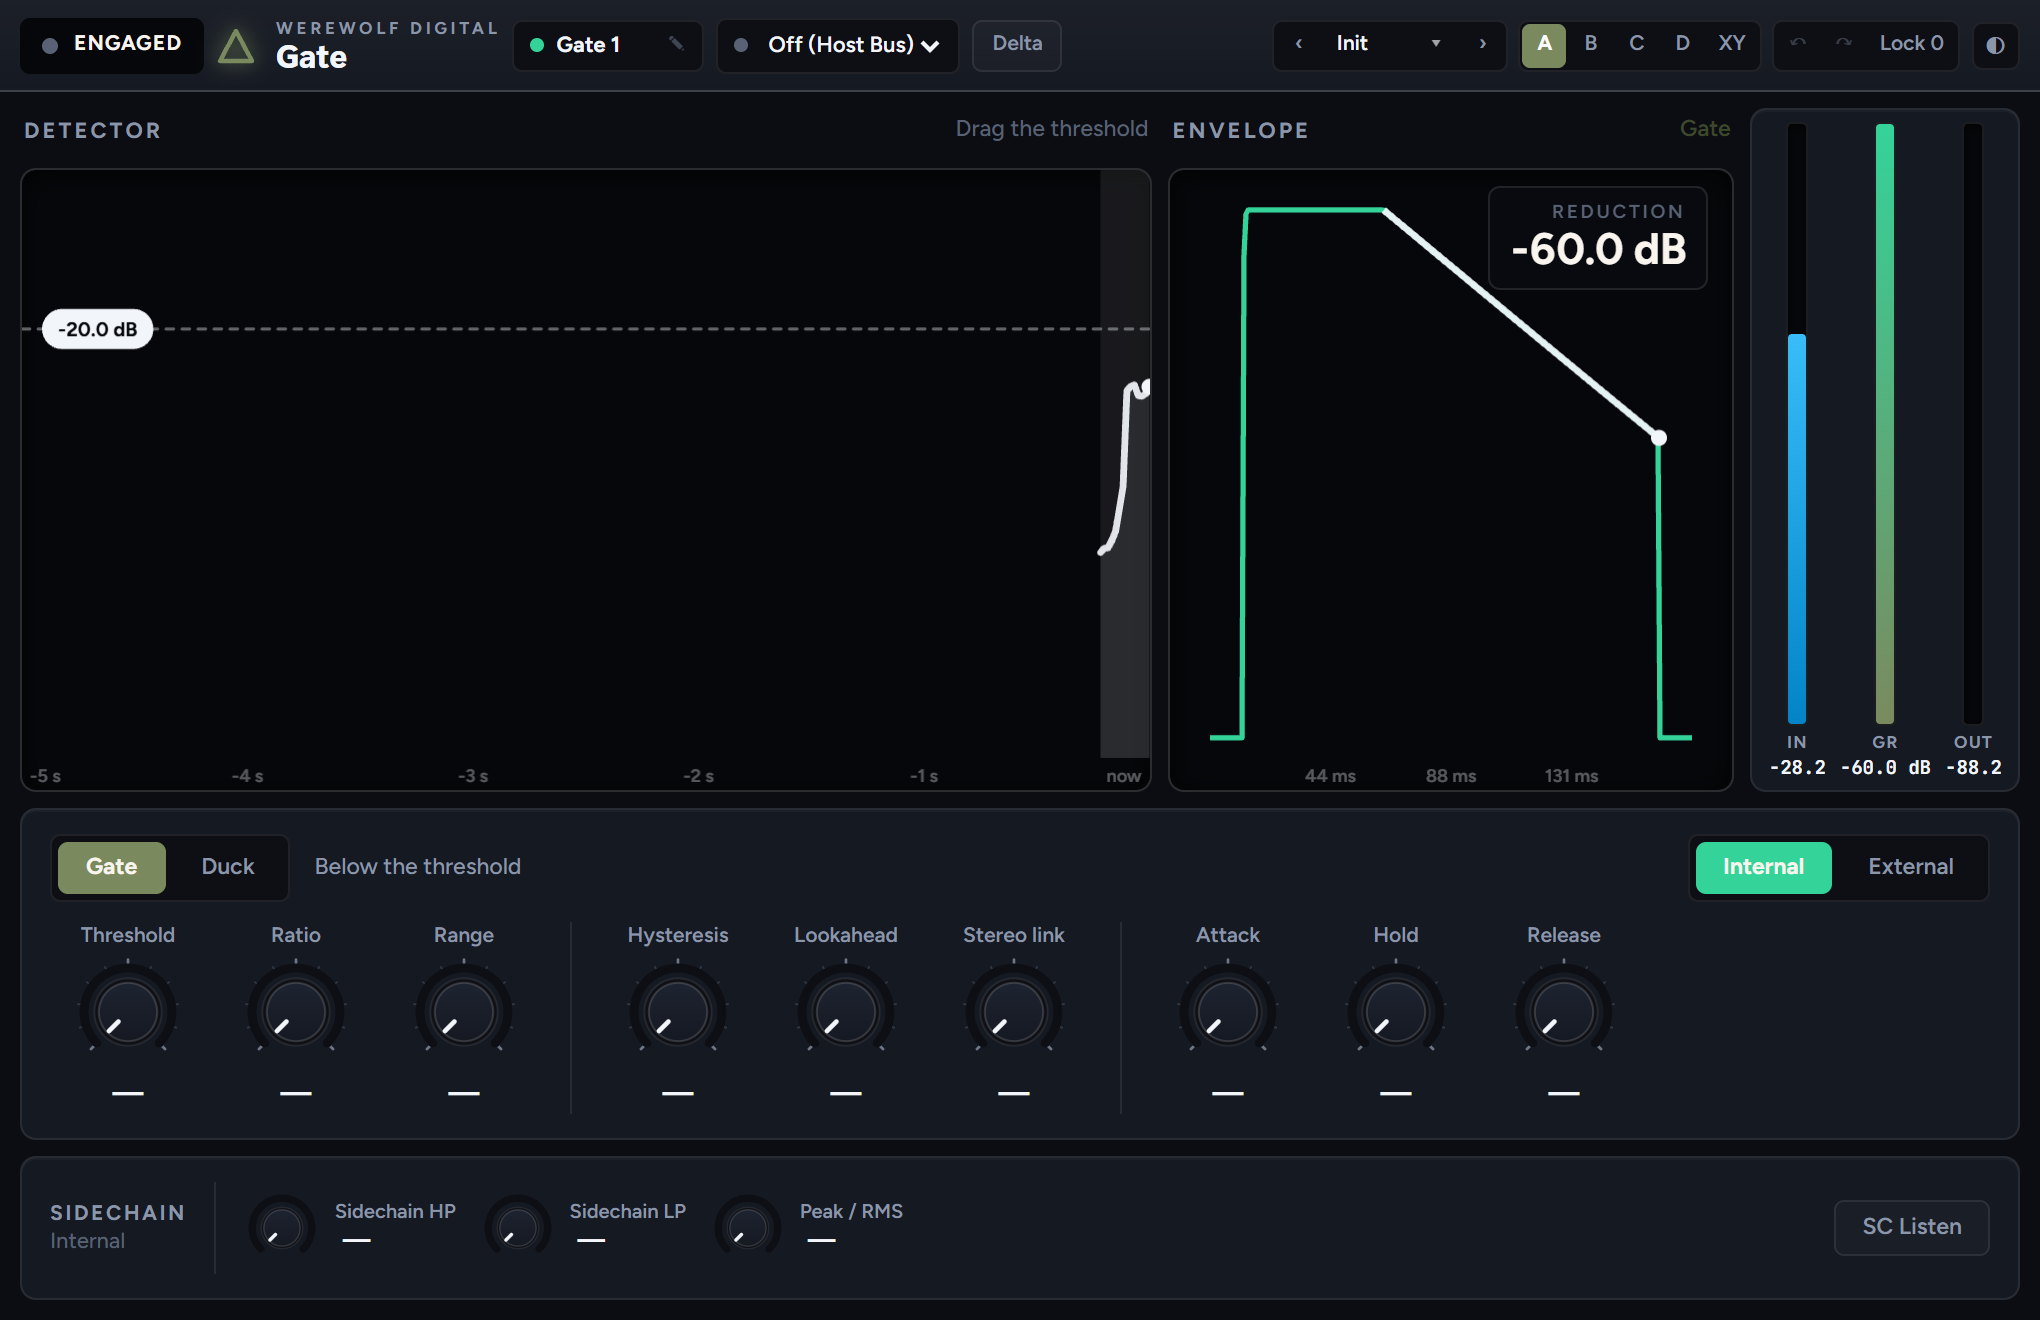 ENGAGED
WEREWOLF DIGITAL
Gate
Gate 1
Off (Host Bus)
Delta
Init
A B C D XY
Lock 0
DETECTOR
Drag the threshold
-20.0 dB
-5 s -4 s -3 s -2 s -1 s now
ENVELOPE
Gate
REDUCTION
-60.0 dB
44 ms 88 ms 131 ms
IN GR OUT
-28.2 -60.0 dB -88.2
Gate Duck Below the threshold
Internal External
Threshold Ratio Range Hysteresis Lookahead Stereo link Attack Hold Release
— — — — — — — — —
SIDECHAIN
Internal
Sidechain HP
—
Sidechain LP
—
Peak / RMS
—
SC Listen